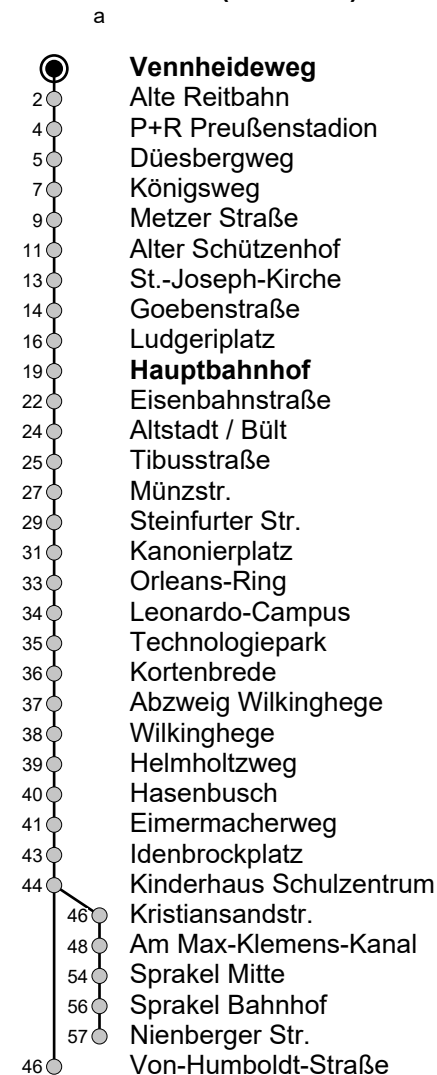 a
Vennheideweg
2 Alte Reitbahn
4 P+R Preußenstadion
5 Düesbergweg
7 Königsweg
9 Metzer Straße
11 Alter Schützenhof
13 St.-Joseph-Kirche
14 Goebenstraße
16 Ludgeriplatz
19 Hauptbahnhof
22 Eisenbahnstraße
24 Altstadt / Bült
25 Tibusstraße
27 Münzstr.
29 Steinfurter Str.
31 Kanonierplatz
33 Orleans-Ring
34 Leonardo-Campus
35 Technologiepark
36 Kortenbrede
37 Abzweig Wilkinghege
38 Wilkinghege
39 Helmholtzweg
40 Hasenbusch
41 Eimermacherweg
43 Idenbrockplatz
44 Kinderhaus Schulzentrum
46 Kristiansandstr.
48 Am Max-Klemens-Kanal
54 Sprakel Mitte
56 Sprakel Bahnhof
57 Nienberger Str.
46 Von-Humboldt-Straße